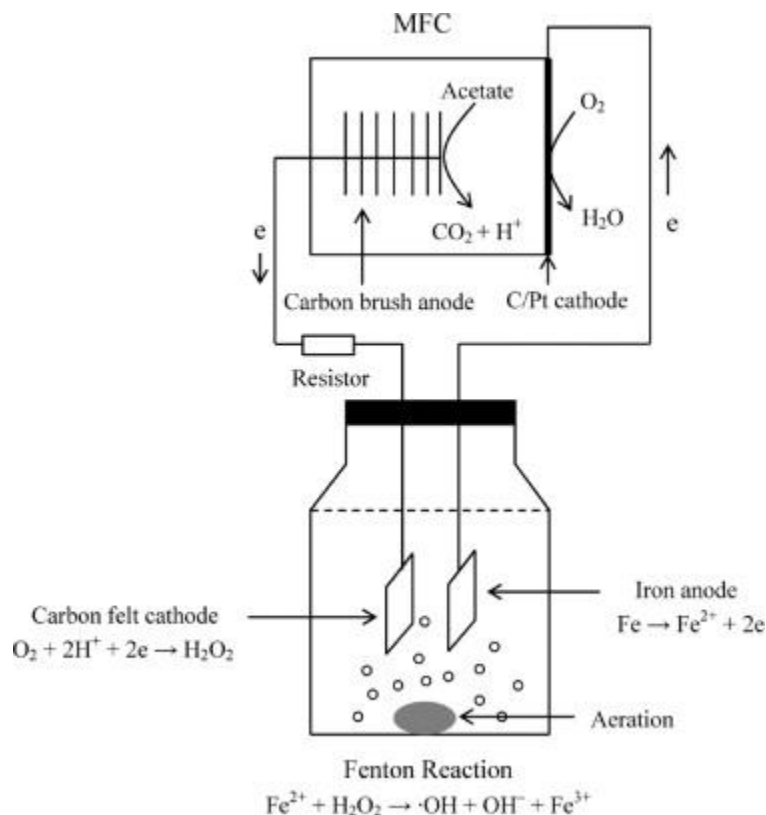 MFC
Acetate
O₂
CO₂ + H⁺
H₂O
e
e
Carbon brush anode
C/Pt cathode
Resistor
Carbon felt cathode
O₂ + 2H⁺ + 2e → H₂O₂
Iron anode
Fe → Fe²⁺ + 2e
Aeration
Fenton Reaction
Fe²⁺ + H₂O₂ → ·OH + OH⁻ + Fe³⁺